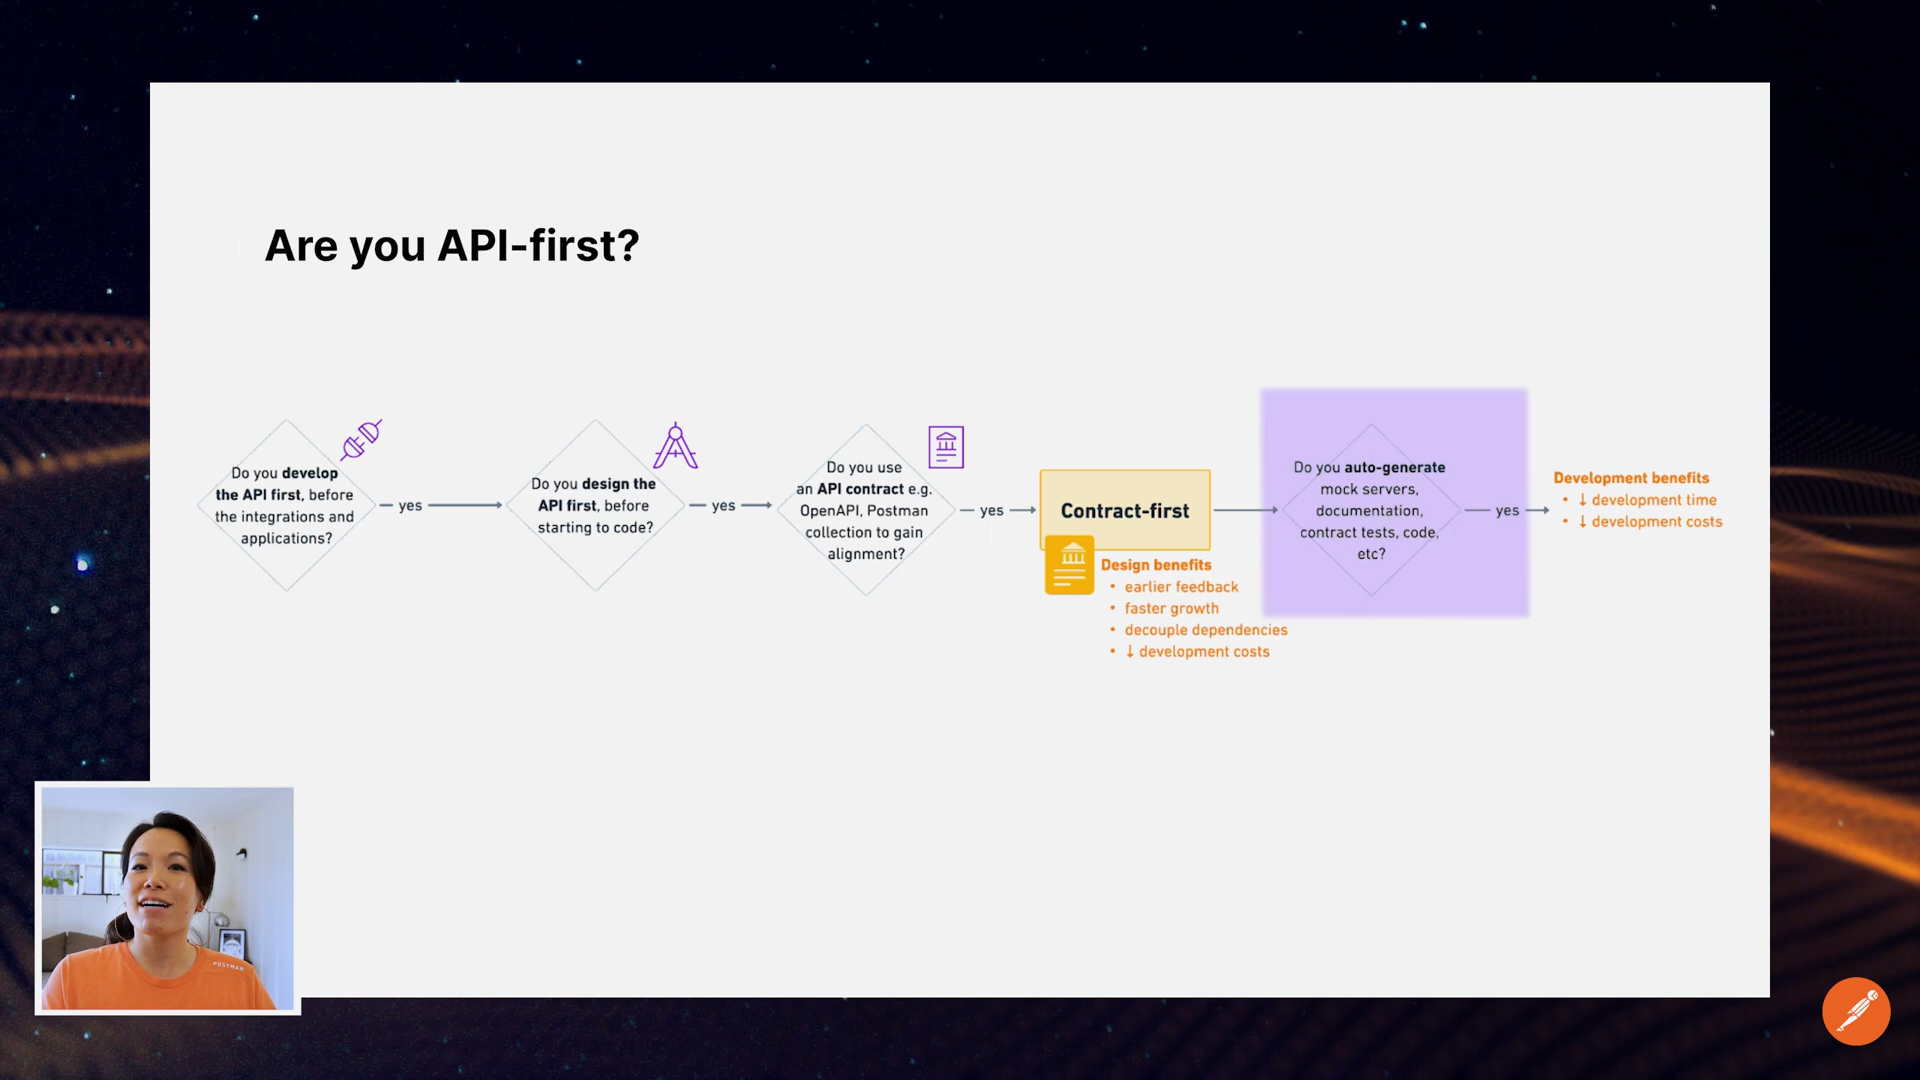 Are you API-first?
Do you develop
the API first, before
the integrations and
applications?
yes
Do you design the
API first, before
starting to code?
yes
Do you use
an API contract e.g.
OpenAPI, Postman
collection to gain
alignment?
yes
Contract-first
Design benefits
• earlier feedback
• faster growth
• decouple dependencies
• ↓ development costs
Do you auto-generate
mock servers,
documentation,
contract tests, code,
etc?
yes
Development benefits
• ↓ development time
• ↓ development costs
POSTMAN